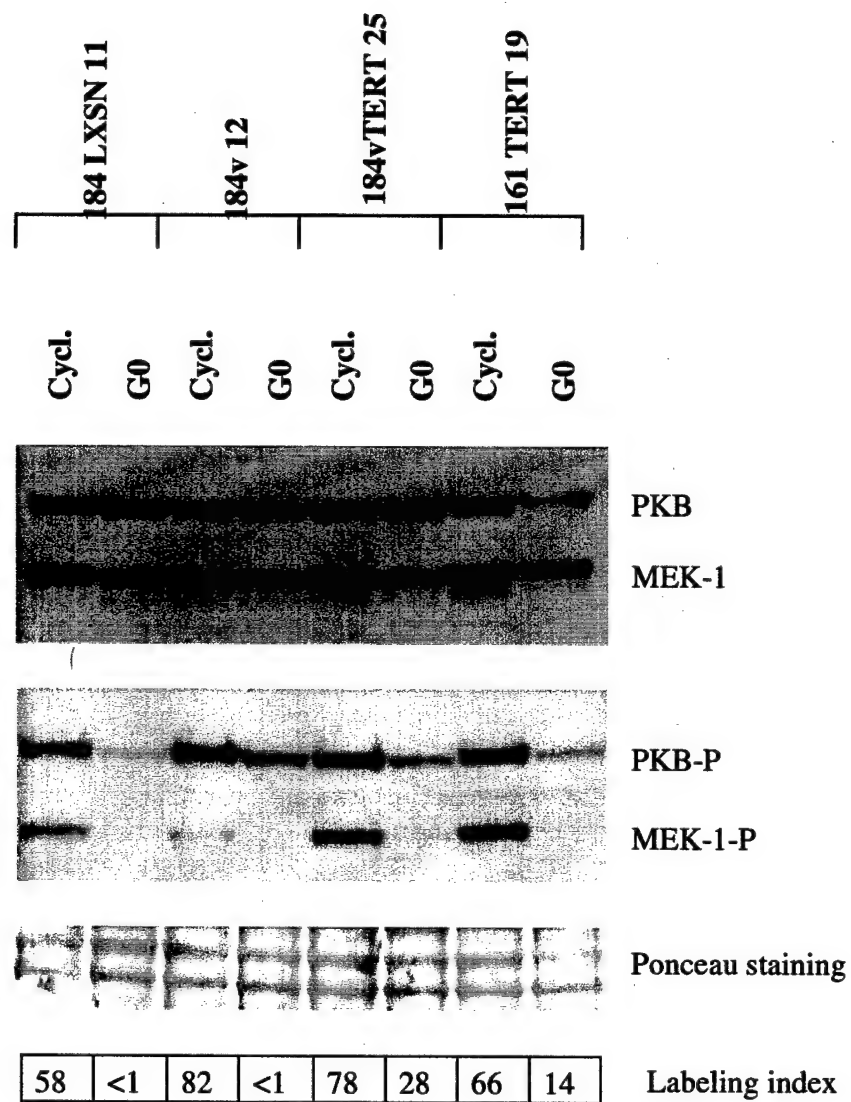 184 LXSN 11
184v 12
184vTERT 25
161 TERT 19
Cycl. G0 Cycl. G0 Cycl. G0 Cycl. G0
PKB
MEK-1
PKB-P
MEK-1-P
Ponceau staining
58 <1 82 <1 78 28 66 14 Labeling index